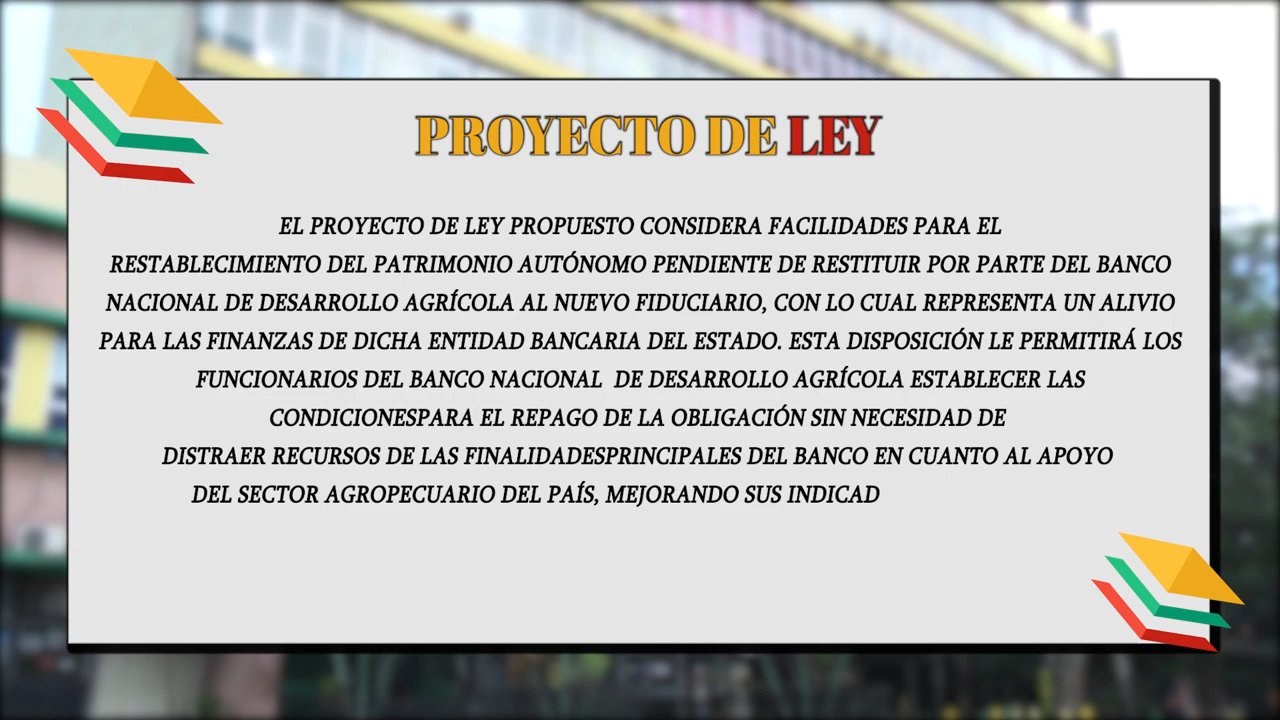 PROYECTO DE LEY
EL PROYECTO DE LEY PROPUESTO CONSIDERA FACILIDADES PARA EL
RESTABLECIMIENTO DEL PATRIMONIO AUTÓNOMO PENDIENTE DE RESTITUIR POR PARTE DEL BANCO
NACIONAL DE DESARROLLO AGRÍCOLA AL NUEVO FIDUCIARIO, CON LO CUAL REPRESENTA UN ALIVIO
PARA LAS FINANZAS DE DICHA ENTIDAD BANCARIA DEL ESTADO. ESTA DISPOSICIÓN LE PERMITIRÁ LOS
FUNCIONARIOS DEL BANCO NACIONAL  DE DESARROLLO AGRÍCOLA ESTABLECER LAS
CONDICIONESPARA EL REPAGO DE LA OBLIGACIÓN SIN NECESIDAD DE
DISTRAER RECURSOS DE LAS FINALIDADESPRINCIPALES DEL BANCO EN CUANTO AL APOYO
DEL SECTOR AGROPECUARIO DEL PAÍS, MEJORANDO SUS INDICAD